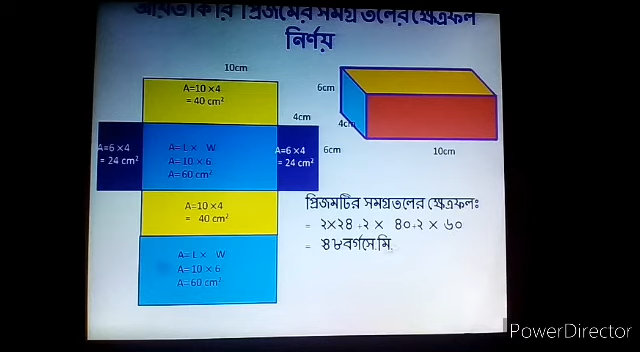 আয়তাকার প্রিজমের সমগ্রতলের ক্ষেত্রফল
নির্ণয়
10cm
A=10 ×4
= 40 cm²
4cm
A=6 ×4
= 24 cm²
A= L × W
A= 10 × 6
A=60 cm²
A=6 ×4
= 24 cm²
6cm
A=10 ×4
= 40 cm²
A= L × W
A= 10 × 6
A=60 cm²
6cm
4cm
10cm
প্রিজমটির সমগ্রতলের ক্ষেত্রফলঃ
= ২×২৪ +২ × ৪০+২ × ৬০
= ৪৮বর্গসে.মি.
PowerDirector